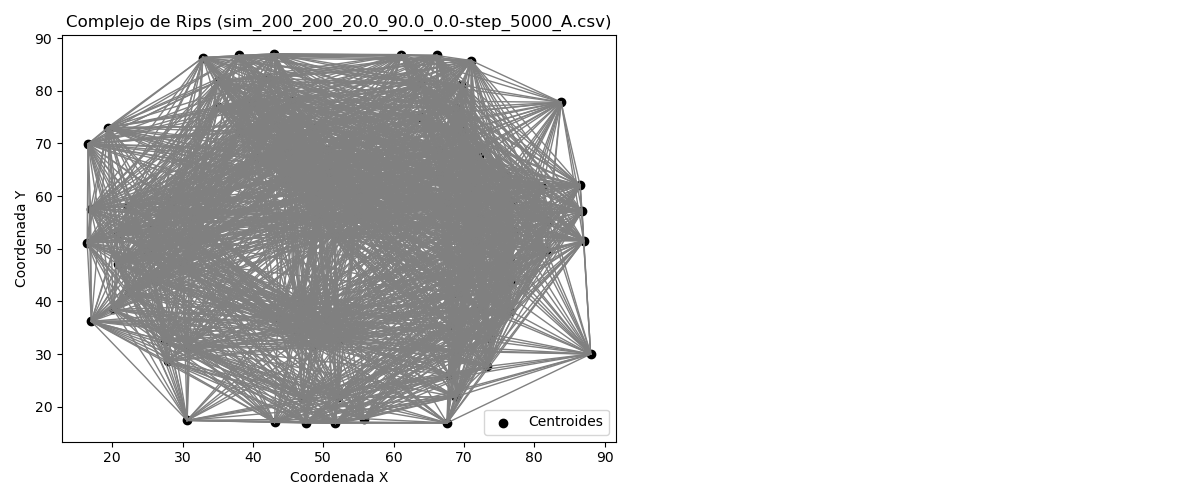 Complejo de Rips (sim_200_200_20.0_90.0_0.0-step_5000_A.csv)
90
80
70
60
50
40
30
20
Coordenada Y
Centroides
20 30 40 50 60 70 80 90
Coordenada X